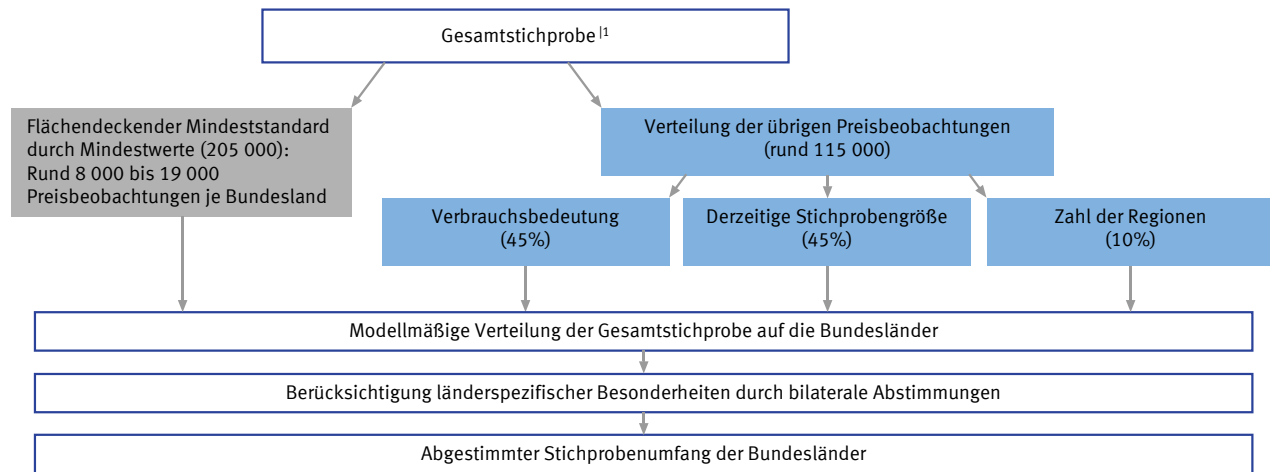 Gesamtstichprobe|1
Flächendeckender Mindeststandard
durch Mindestwerte (205 000):
Rund 8 000 bis 19 000
Preisbeobachtungen je Bundesland
Verteilung der übrigen Preisbeobachtungen
(rund 115 000)
Verbrauchsbedeutung
(45%)
Derzeitige Stichprobengröße
(45%)
Zahl der Regionen
(10%)
Modellmäßige Verteilung der Gesamtstichprobe auf die Bundesländer
Berücksichtigung länderspezifischer Besonderheiten durch bilaterale Abstimmungen
Abgestimmter Stichprobenumfang der Bundesländer